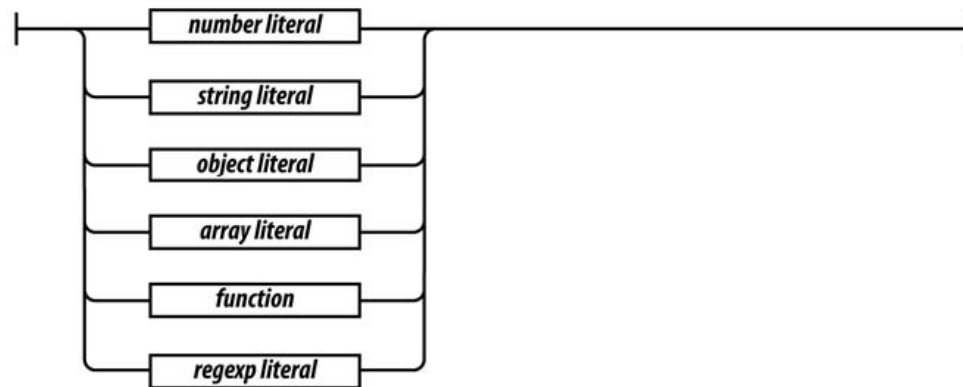 number literal
string literal
object literal
array literal
function
regexp literal